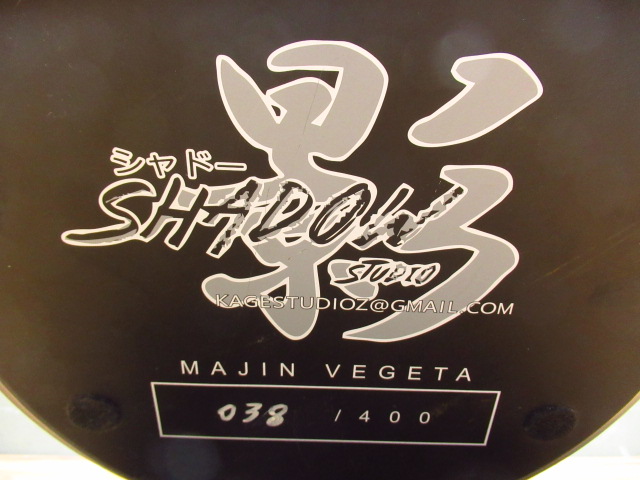 影
シャドー
SHADOW
STUDIO
KAGESTUDIOZ@GMAIL.COM
MAJIN VEGETA
038 / 400